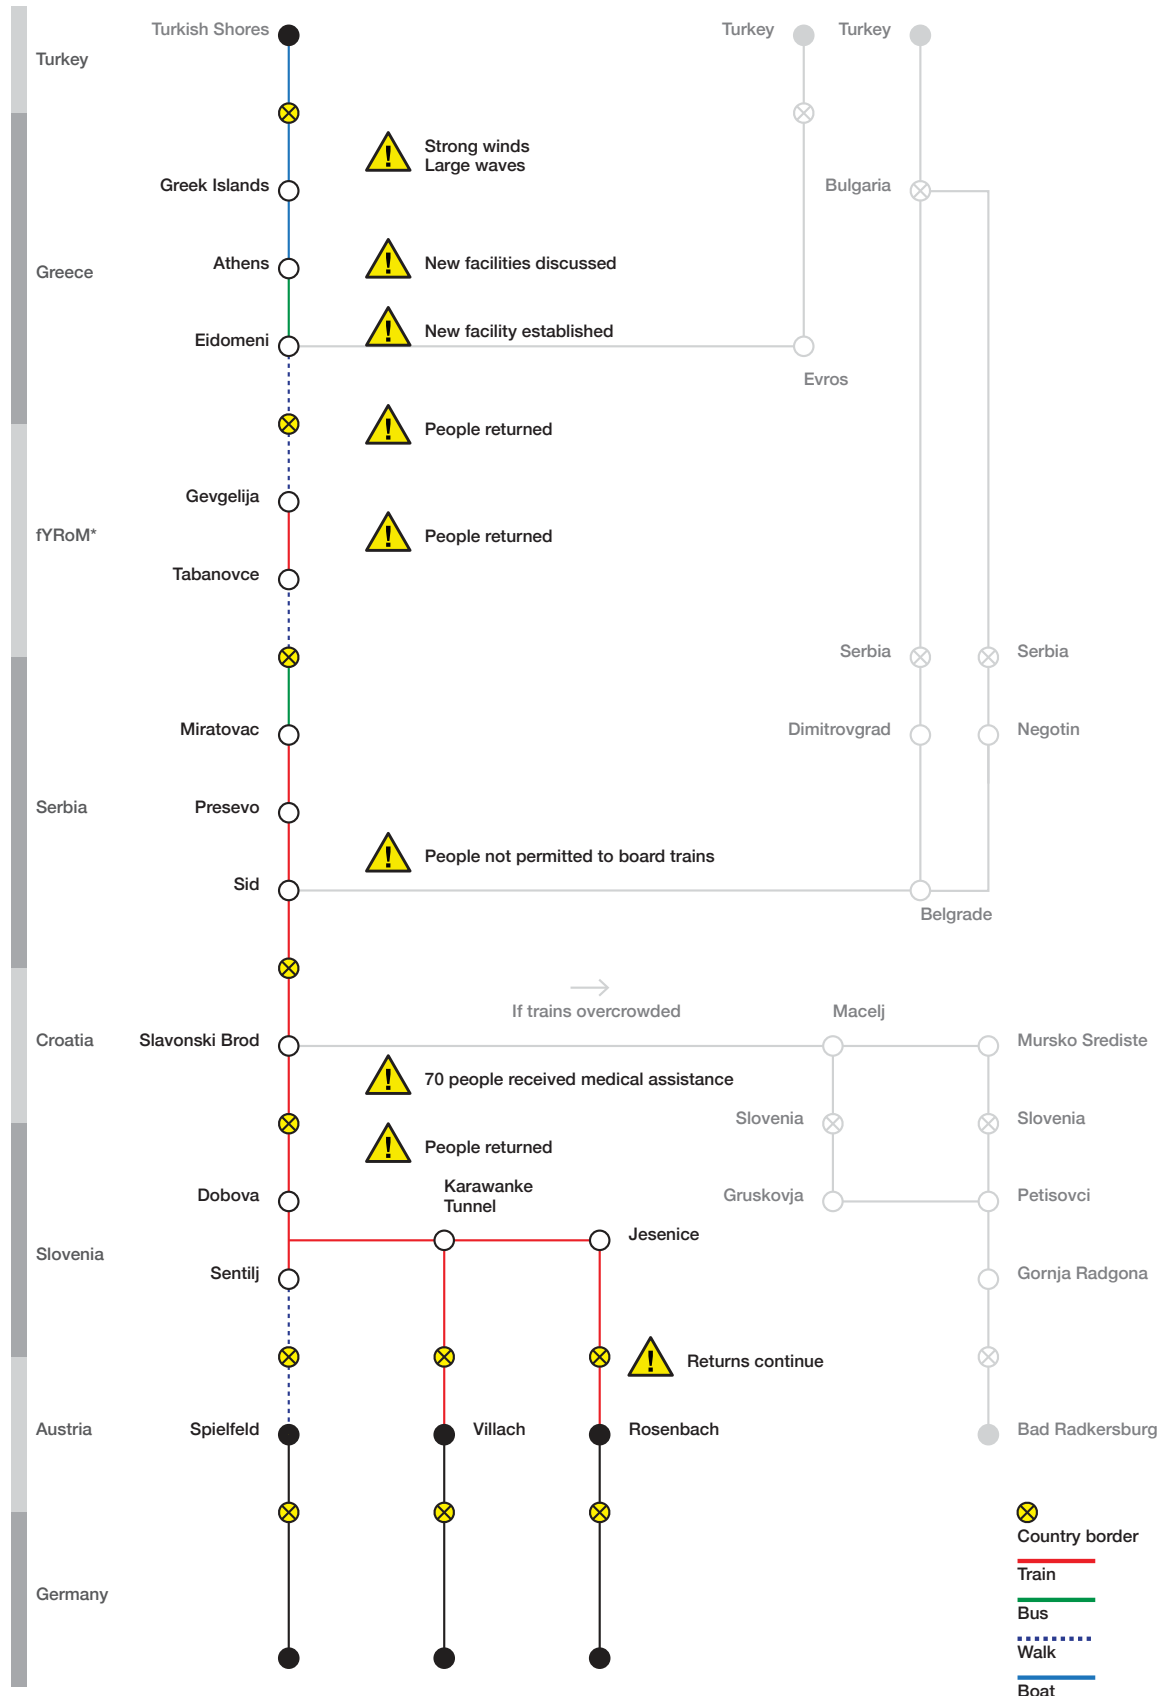 Turkish Shores
Turkey
Turkey
Turkey
Strong winds
Large waves
Greek Islands
Bulgaria
Athens
New facilities discussed
Greece
Eidomeni
New facility established
Evros
People returned
Gevgelija
fYRoM*
People returned
Tabanovce
Serbia
Serbia
Miratovac
Dimitrovgrad
Negotin
Serbia
Presevo
People not permitted to board trains
Sid
Belgrade
If trains overcrowded
Macelj
Croatia
Slavonski Brod
Mursko Srediste
70 people received medical assistance
Slovenia
Slovenia
People returned
Dobova
Karawanke
Tunnel
Gruskovja
Petisovci
Jesenice
Slovenia
Sentilj
Gornja Radgona
Returns continue
Austria
Spielfeld
Villach
Rosenbach
Bad Radkersburg
Country border
Train
Germany
Bus
Walk
Boat